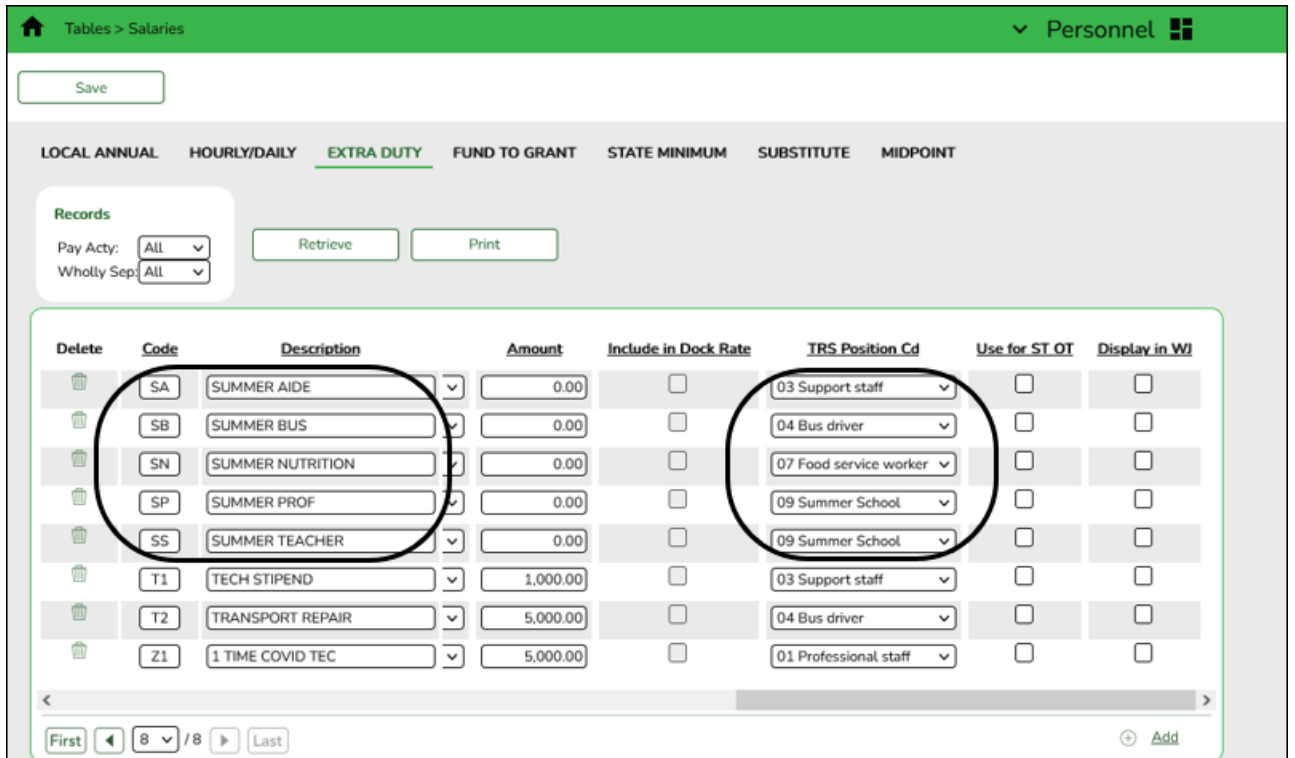 Tables > Salaries
Personnel
Save
LOCAL ANNUAL HOURLY/DAILY EXTRA DUTY FUND TO GRANT STATE MINIMUM SUBSTITUTE MIDPOINT
Records
Pay Acty: All
Wholly Sep: All
Retrieve Print
Delete Code Description Amount Include in Dock Rate TRS Position Cd Use for ST OT Display in WJ
SA SUMMER AIDE 0.00 03 Support staff
SB SUMMER BUS 0.00 04 Bus driver
SN SUMMER NUTRITION 0.00 07 Food service worker
SP SUMMER PROF 0.00 09 Summer School
SS SUMMER TEACHER 0.00 09 Summer School
T1 TECH STIPEND 1,000.00 03 Support staff
T2 TRANSPORT REPAIR 5,000.00 04 Bus driver
Z1 1 TIME COVID TEC 5,000.00 01 Professional staff
First 8 / 8 Last Add